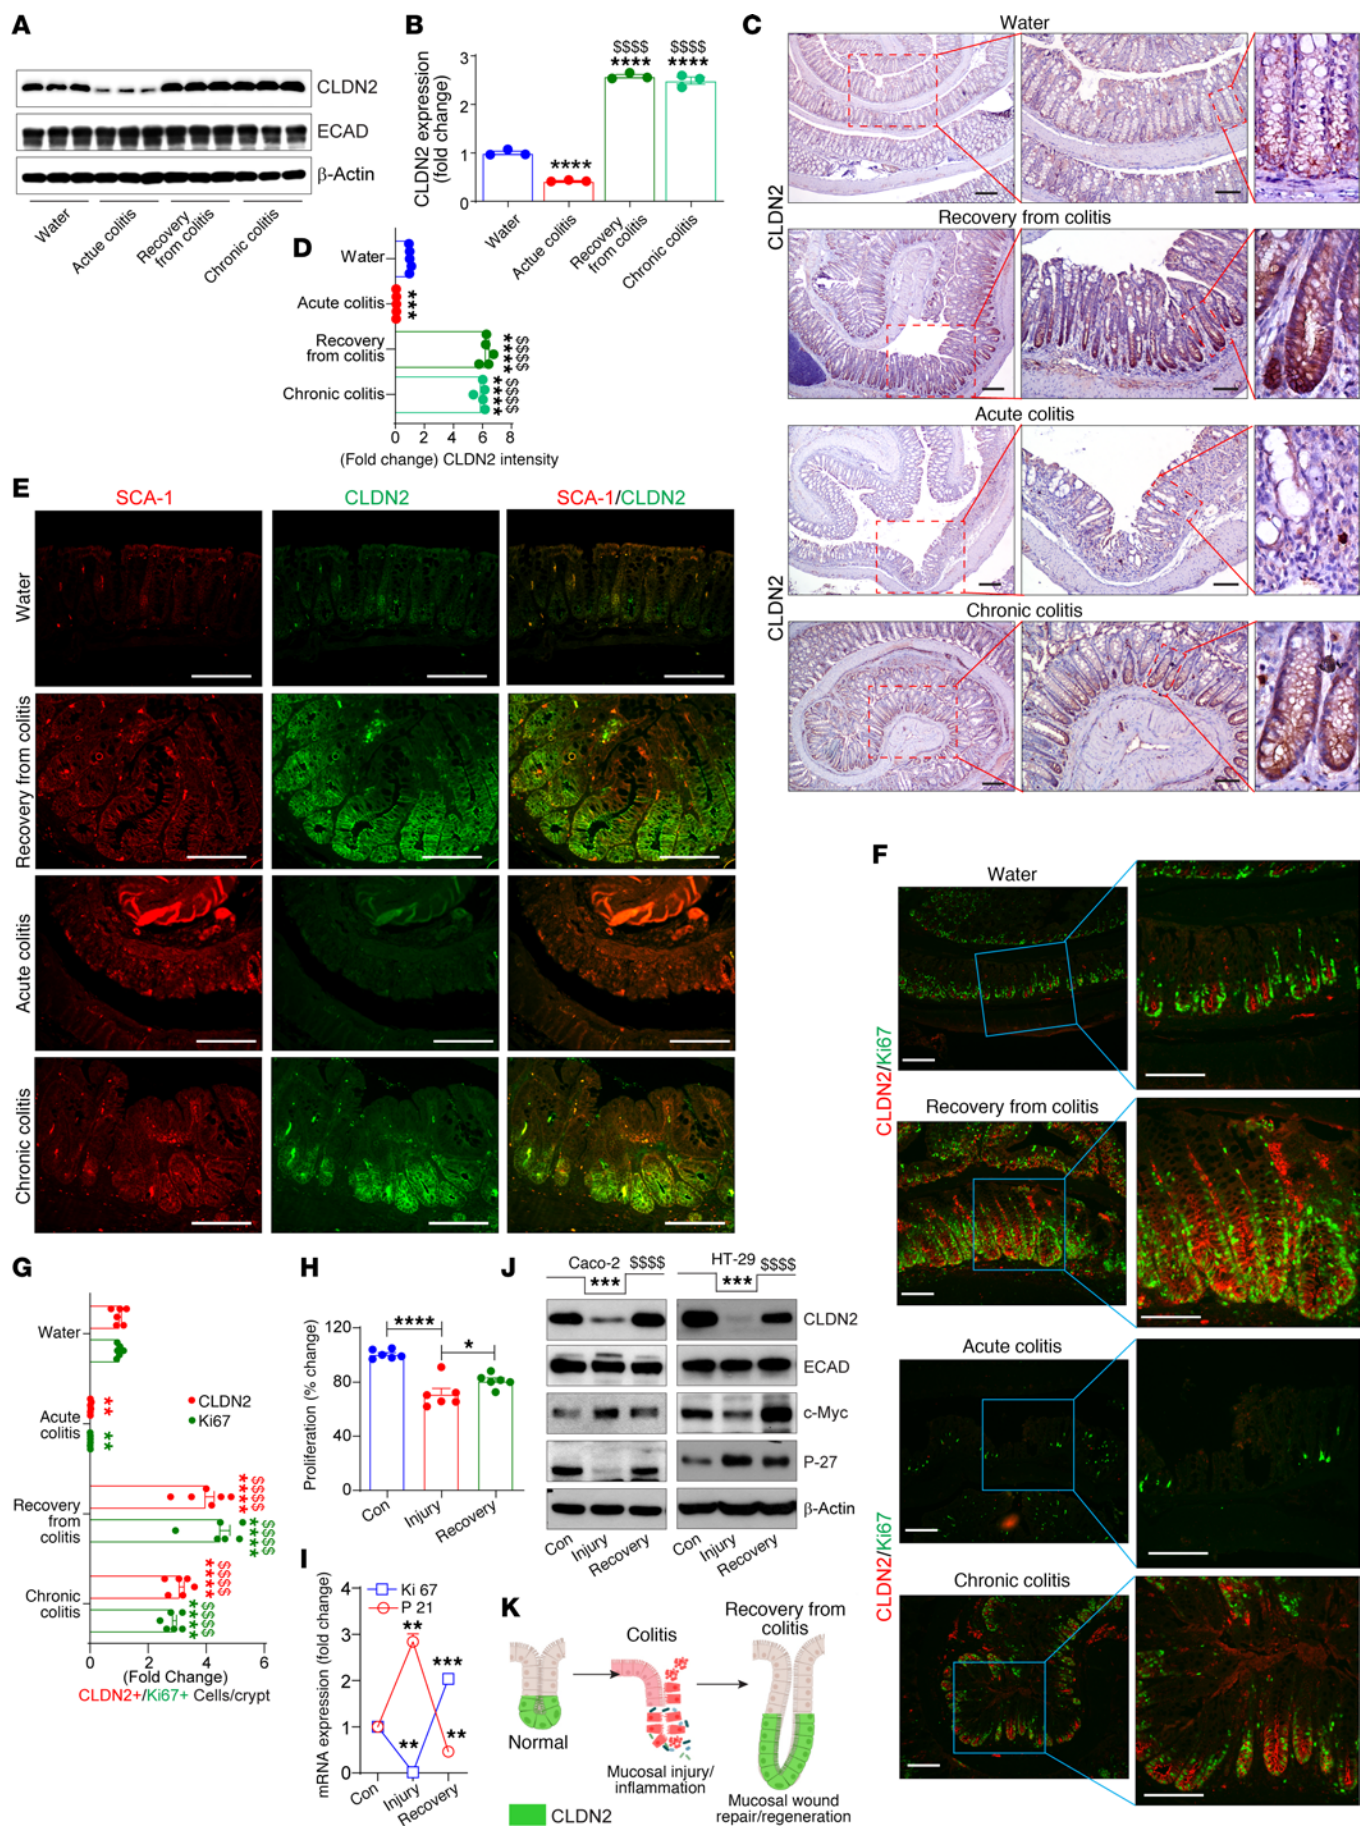 A
CLDN2
ECAD
β-Actin
Water
Actue colitis
Recovery
from colitis
Chronic colitis
B
CLDN2 expression
(fold change)
3
2
1
0
****
$$$$
****
$$$$
****
Water
Actue colitis
Recovery
from colitis
Chronic colitis
C
Water
CLDN2
Recovery from colitis
Acute colitis
CLDN2
Chronic colitis
D
Water
Acute colitis
***
Recovery
from colitis
$$$$
****
Chronic colitis
$$$$
****
0 2 4 6 8
(Fold change) CLDN2 intensity
E
SCA-1 CLDN2 SCA-1/CLDN2
Water
Recovery from colitis
Acute colitis
Chronic colitis
F
Water
CLDN2/Ki67
Recovery from colitis
Acute colitis
CLDN2/Ki67
Chronic colitis
G
Water
CLDN2
Ki67
Acute
colitis
**
**
Recovery
from
colitis
$$$$
****
$$$$
****
Chronic
colitis
$$$$
****
$$$$
****
0 2 4 6
(Fold Change)
CLDN2+/Ki67+ Cells/crypt
H
Proliferation (% change)
120
80
40
0
****
*
Con
Injury
Recovery
I
mRNA expression (fold change)
4
3
2
1
0
Ki 67
P 21
**
***
**
**
Con
Injury
Recovery
J
Caco-2 $$$$
***
HT-29 $$$$
***
CLDN2
ECAD
c-Myc
P-27
β-Actin
Con
Injury
Recovery
Con
Injury
Recovery
K
Normal
Colitis
Mucosal injury/
inflammation
Recovery from
colitis
Mucosal wound
repair/regeneration
CLDN2